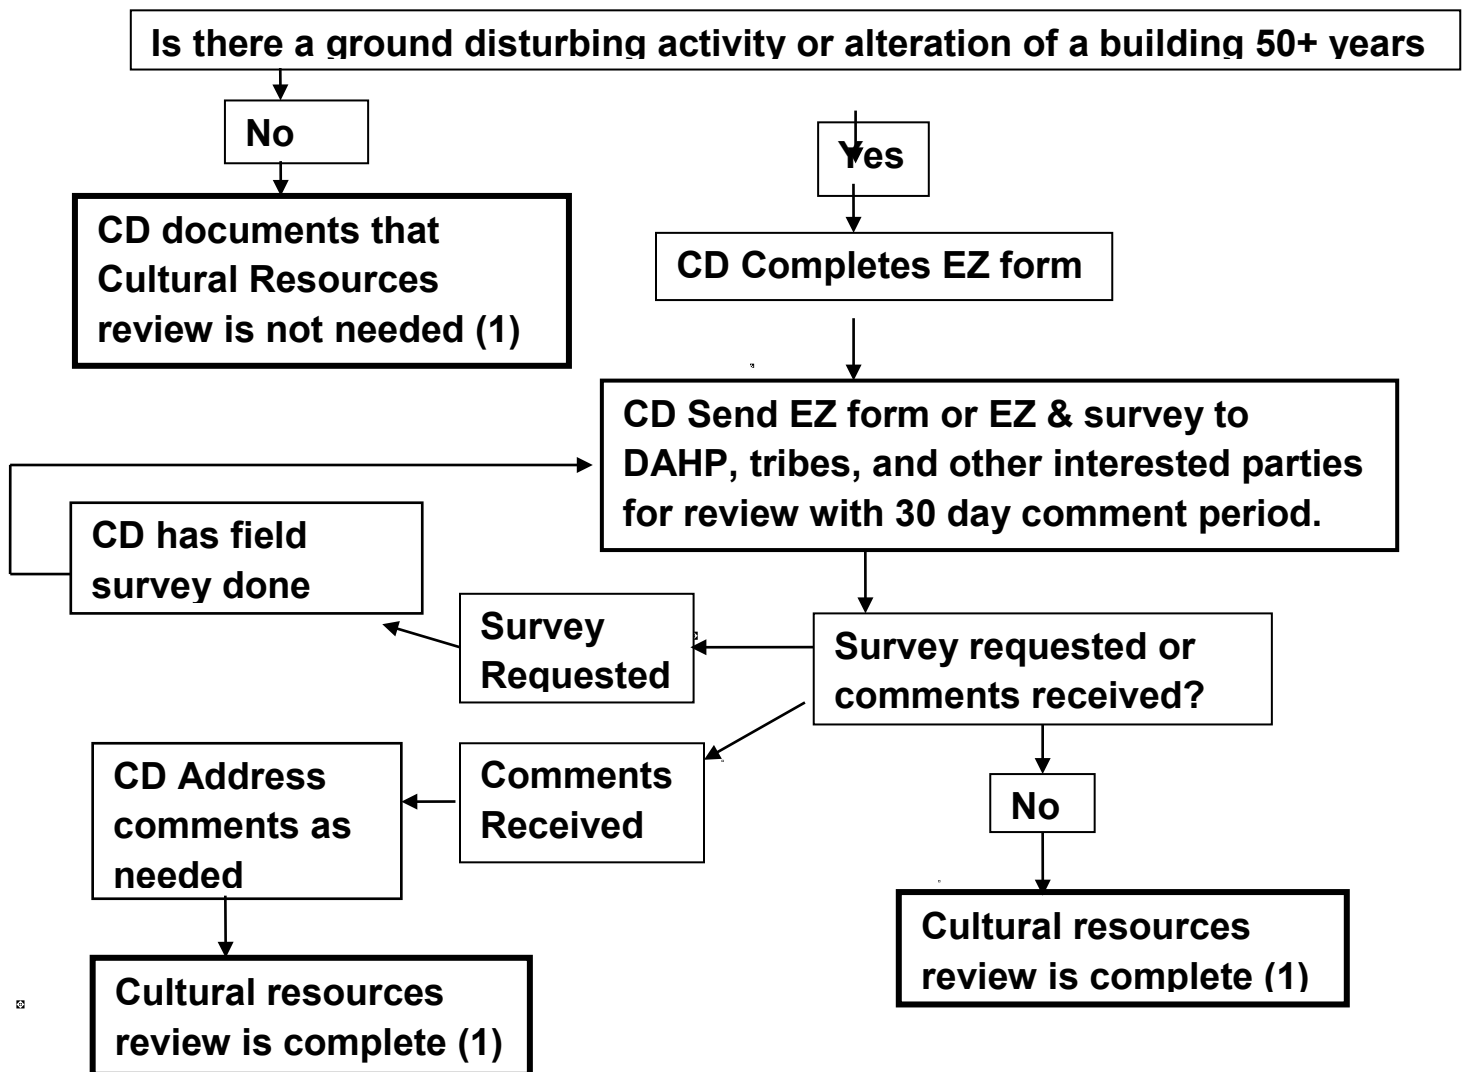 Is there a ground disturbing activity or alteration of a building 50+ years
No
Yes
CD documents that
Cultural Resources
review is not needed (1)
CD Completes EZ form
CD Send EZ form or EZ & survey to
DAHP, tribes, and other interested parties
for review with 30 day comment period.
CD has field
survey done
Survey
Requested
Survey requested or
comments received?
CD Address
comments as
needed
Comments
Received
No
Cultural resources
review is complete (1)
Cultural resources
review is complete (1)